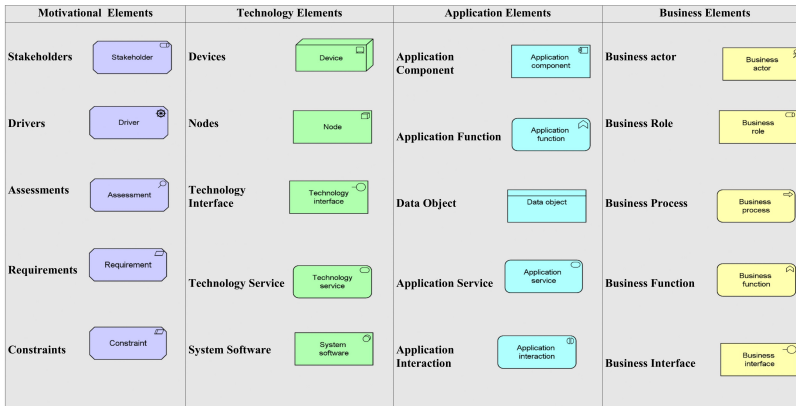 Motivational Elements
Technology Elements
Application Elements
Business Elements
Stakeholders
Stakeholder
Devices
Device
Application
Component
Application
component
Business actor
Business
actor
Drivers
Driver
Nodes
Node
Application Function
Application
function
Business Role
Business
role
Assessments
Assessment
Technology
Interface
Technology
interface
Data Object
Data object
Business Process
Business
process
Requirements
Requirement
Technology Service
Technology
service
Application Service
Application
service
Business Function
Business
function
Constraints
Constraint
System Software
System
software
Application
Interaction
Application
interaction
Business Interface
Business
interface